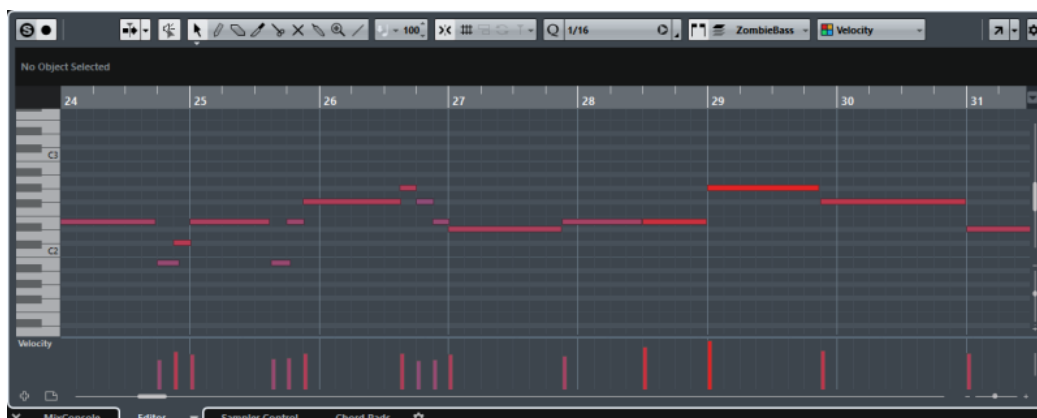 S
100
Q 1/16
ZombieBass
Velocity
No Object Selected
24 25 26 27 28 29 30 31
C3
C2
Velocity
MixConsole Editor Sampler Control Chord Pads